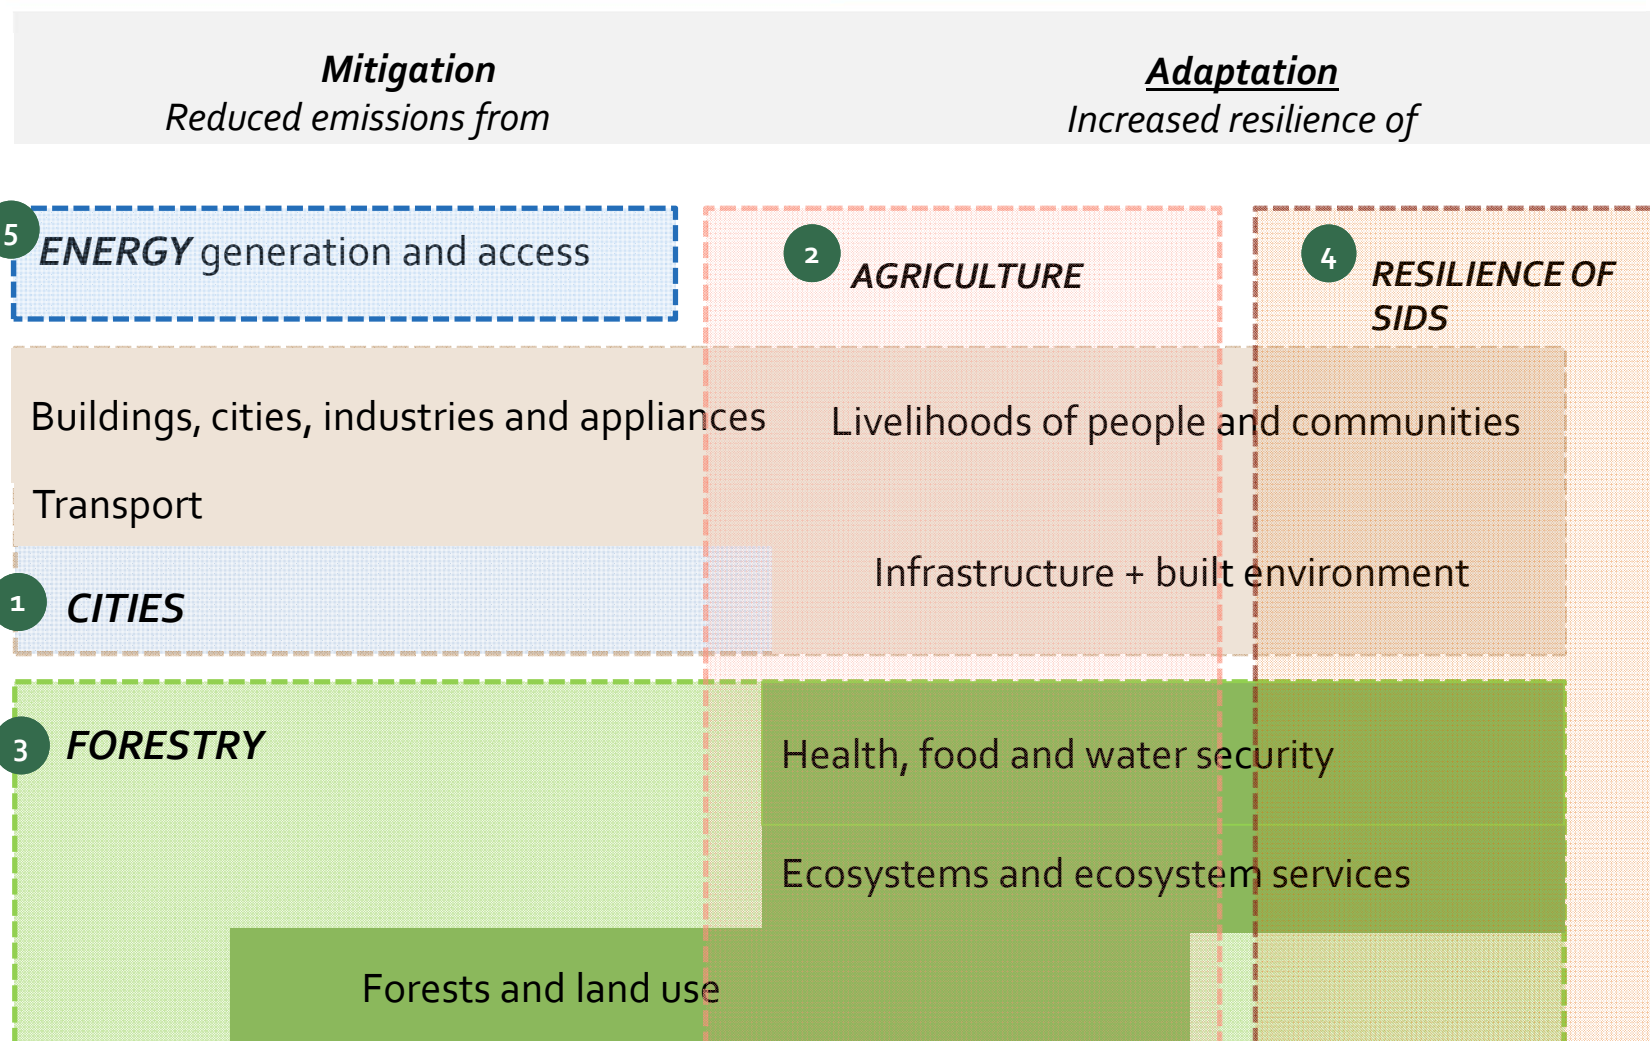 Mitigation
Reduced emissions from
Adaptation
Increased resilience of
5
ENERGY generation and access
2
AGRICULTURE
4
RESILIENCE OF
SIDS
Buildings, cities, industries and appliances
Livelihoods of people and communities
Transport
Infrastructure + built environment
1
CITIES
3
FORESTRY
Health, food and water security
Ecosystems and ecosystem services
Forests and land use